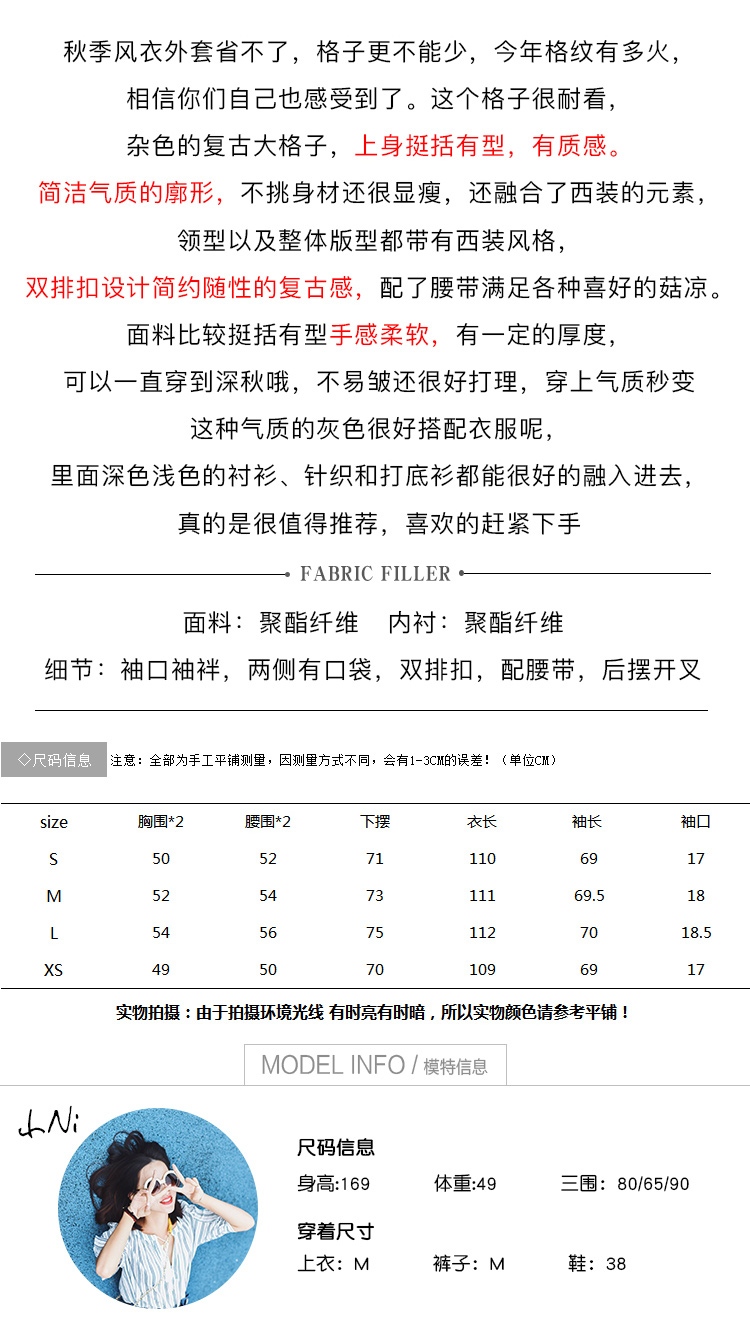 秋季风衣外套省不了，格子更不能少，今年格纹有多火，
相信你们自己也感受到了。这个格子很耐看，
杂色的复古大格子，上身挺括有型，有质感。
简洁气质的廓形，不挑身材还很显瘦，还融合了西装的元素，
领型以及整体版型都带有西装风格，
双排扣设计简约随性的复古感，配了腰带满足各种喜好的菇凉。
面料比较挺括有型手感柔软，有一定的厚度，
可以一直穿到深秋哦，不易皱还很好打理，穿上气质秒变
这种气质的灰色很好搭配衣服呢，
里面深色浅色的衬衫、针织和打底衫都能很好的融入进去，
真的是很值得推荐，喜欢的赶紧下手
FABRIC FILLER
面料：聚酯纤维 内衬：聚酯纤维
细节：袖口袖袢，两侧有口袋，双排扣，配腰带，后摆开叉
◇尺码信息 注意：全部为手工平铺测量，因测量方式不同，会有1-3CM的误差！（单位CM）
size 胸围*2 腰围*2 下摆 衣长 袖长 袖口
S 50 52 71 110 69 17
M 52 54 73 111 69.5 18
L 54 56 75 112 70 18.5
XS 49 50 70 109 69 17
实物拍摄：由于拍摄环境光线 有时亮有时暗，所以实物颜色请参考平铺！
MODEL INFO / 模特信息
尺码信息
身高:169 体重:49 三围：80/65/90
穿着尺寸
上衣：M 裤子：M 鞋：38